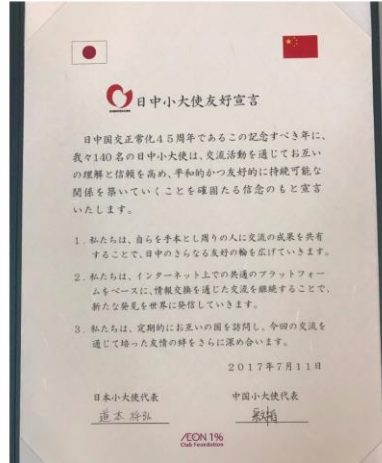 日中小大使友好宣言
日中国交正常化45周年であるこの記念すべき年に、
我々140名の日中小大使は、交流活動を通じてお互い
の理解と信頼を高め、平和的かつ友好的に持続可能な
関係を築いていくことを確固たる信念のもと宣言
いたします。
1.私たちは、自らを手本とし周りの人に交流の成果を共有
することで、日中のさらなる友好の輪を広げていきます。
2.私たちは、インターネット上での共通のプラットフォー
ムをベースに、情報交換を通じた交流を継続することで、
新たな発見を世界に発信していきます。
3.私たちは、定期的にお互いの国を訪問し、今回の交流を
通じて培った友情の絆をさらに深め合います。
2017年7月11日
日本小大使代表 中国小大使代表
ÆON 1%
Club Foundation